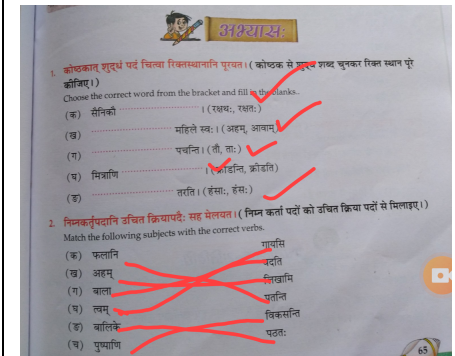 अभ्यासः
1. कोष्ठकात् शुद्धं पदं चित्वा रिक्तस्थानानि पूरयत। ( कोष्ठक से शुद्ध शब्द चुनकर रिक्त स्थान पूरे
कीजिए। )
Choose the correct word from the bracket and fill in the blanks..
(क) सैनिकौ ........................ । (रक्षथः, रक्षतः)
(ख) ........................ महिले स्वः। (अहम्, आवाम्)
(ग) ........................ पचन्ति। (तौ, ताः)
(घ) मित्राणि ........................ । (क्रीडन्ति, क्रीडति)
(ङ) ........................ तरति। (हंसाः, हंसः)
2. निम्नकर्तृपदानि उचित क्रियापदैः सह मेलयत। ( निम्न कर्ता पदों को उचित क्रिया पदों से मिलाइए। )
Match the following subjects with the correct verbs.
(क) फलानि गायसि
(ख) अहम् वदति
(ग) बाला लिखामि
(घ) त्वम् पतन्ति
(ङ) बालिके विकसन्ति
(च) पुष्पाणि पठतः
65